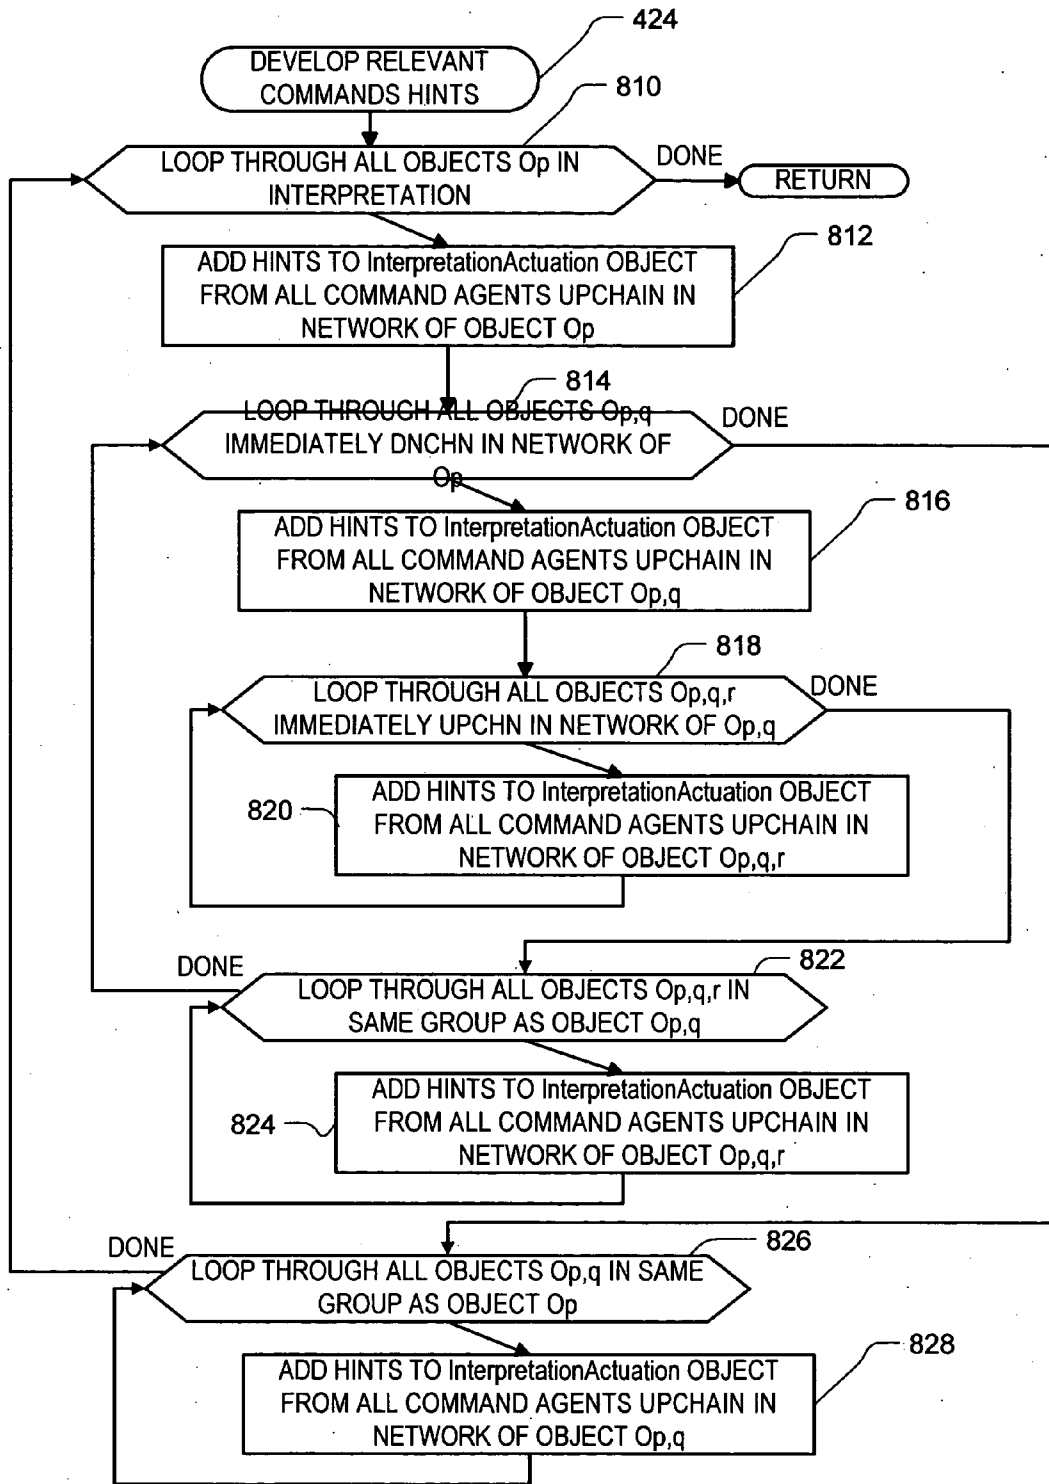 424
DEVELOP RELEVANT
COMMANDS HINTS
810
LOOP THROUGH ALL OBJECTS Op IN
INTERPRETATION
DONE
RETURN
812
ADD HINTS TO InterpretationActuation OBJECT
FROM ALL COMMAND AGENTS UPCHAIN IN
NETWORK OF OBJECT Op
814
LOOP THROUGH ALL OBJECTS Op,q
IMMEDIATELY DNCHN IN NETWORK OF
Op
DONE
816
ADD HINTS TO InterpretationActuation OBJECT
FROM ALL COMMAND AGENTS UPCHAIN IN
NETWORK OF OBJECT Op,q
818
LOOP THROUGH ALL OBJECTS Op,q,r
IMMEDIATELY UPCHN IN NETWORK OF Op,q
DONE
820
ADD HINTS TO InterpretationActuation OBJECT
FROM ALL COMMAND AGENTS UPCHAIN IN
NETWORK OF OBJECT Op,q,r
DONE
822
LOOP THROUGH ALL OBJECTS Op,q,r IN
SAME GROUP AS OBJECT Op,q
824
ADD HINTS TO InterpretationActuation OBJECT
FROM ALL COMMAND AGENTS UPCHAIN IN
NETWORK OF OBJECT Op,q,r
DONE
826
LOOP THROUGH ALL OBJECTS Op,q IN SAME
GROUP AS OBJECT Op
828
ADD HINTS TO InterpretationActuation OBJECT
FROM ALL COMMAND AGENTS UPCHAIN IN
NETWORK OF OBJECT Op,q